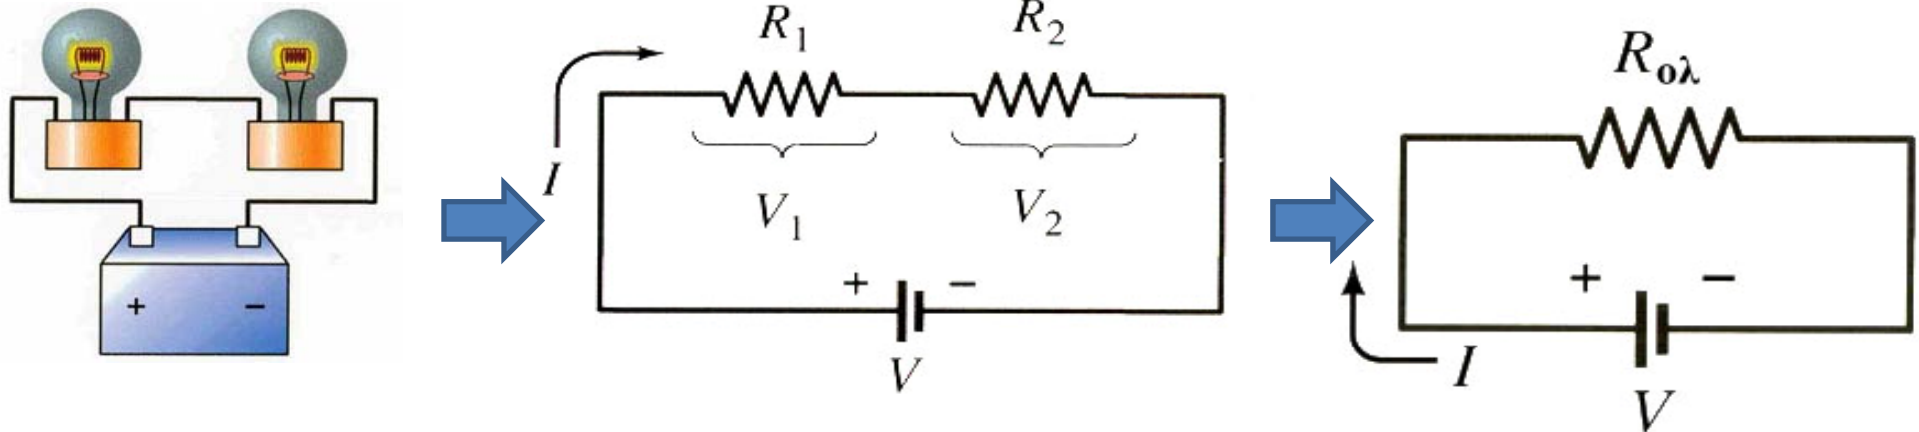 + −
I
R1
R2
V1
V2
+ −
V
Rολ
+ −
I
V